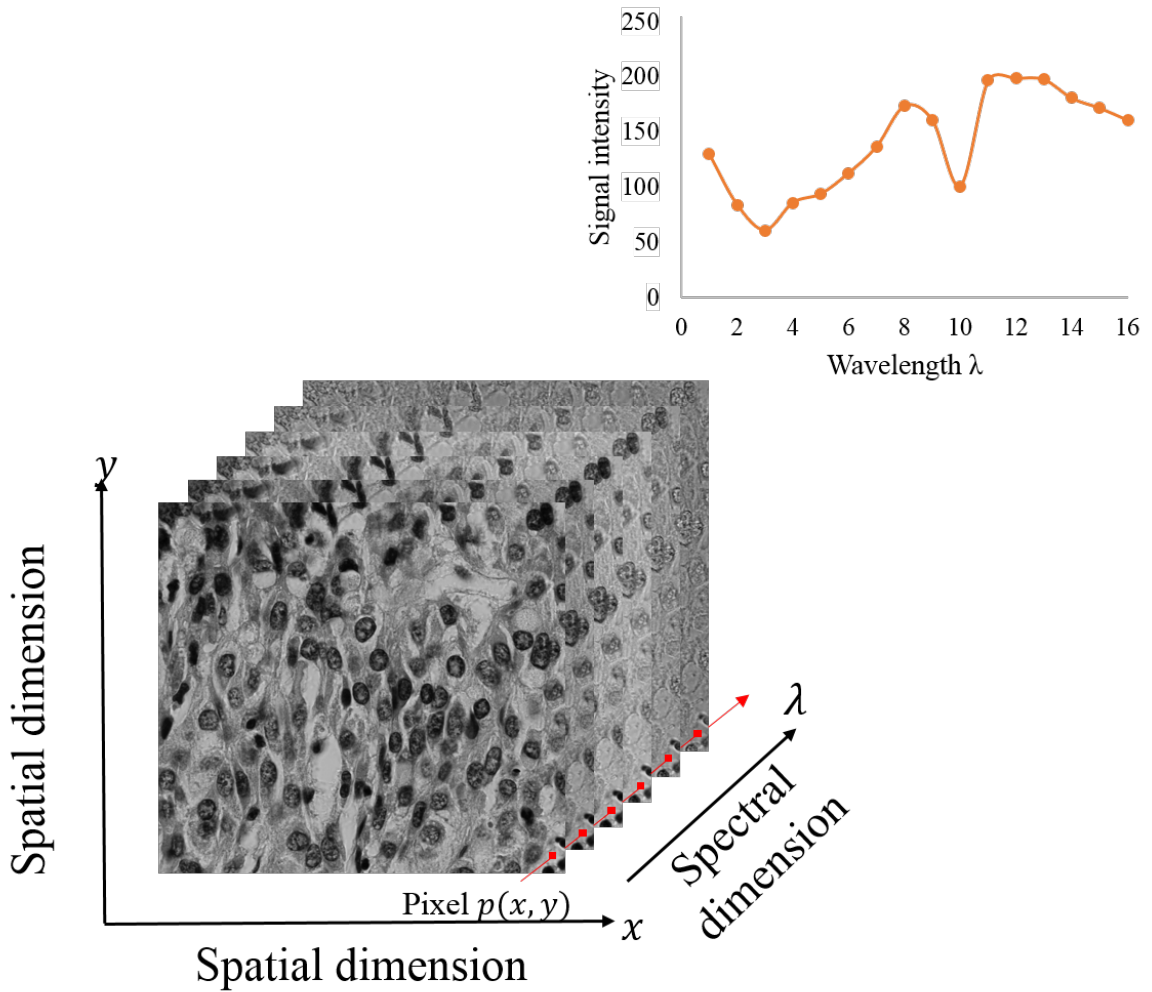 250
200
150
100
50
0
Signal intensity
0 2 4 6 8 10 12 14 16
Wavelength λ
y
Spatial dimension
λ
Spectral
dimension
Pixel p(x, y)
x
Spatial dimension